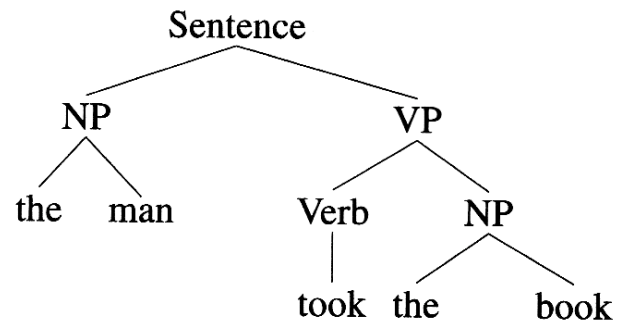 Sentence
NP VP
the man Verb NP
took the book